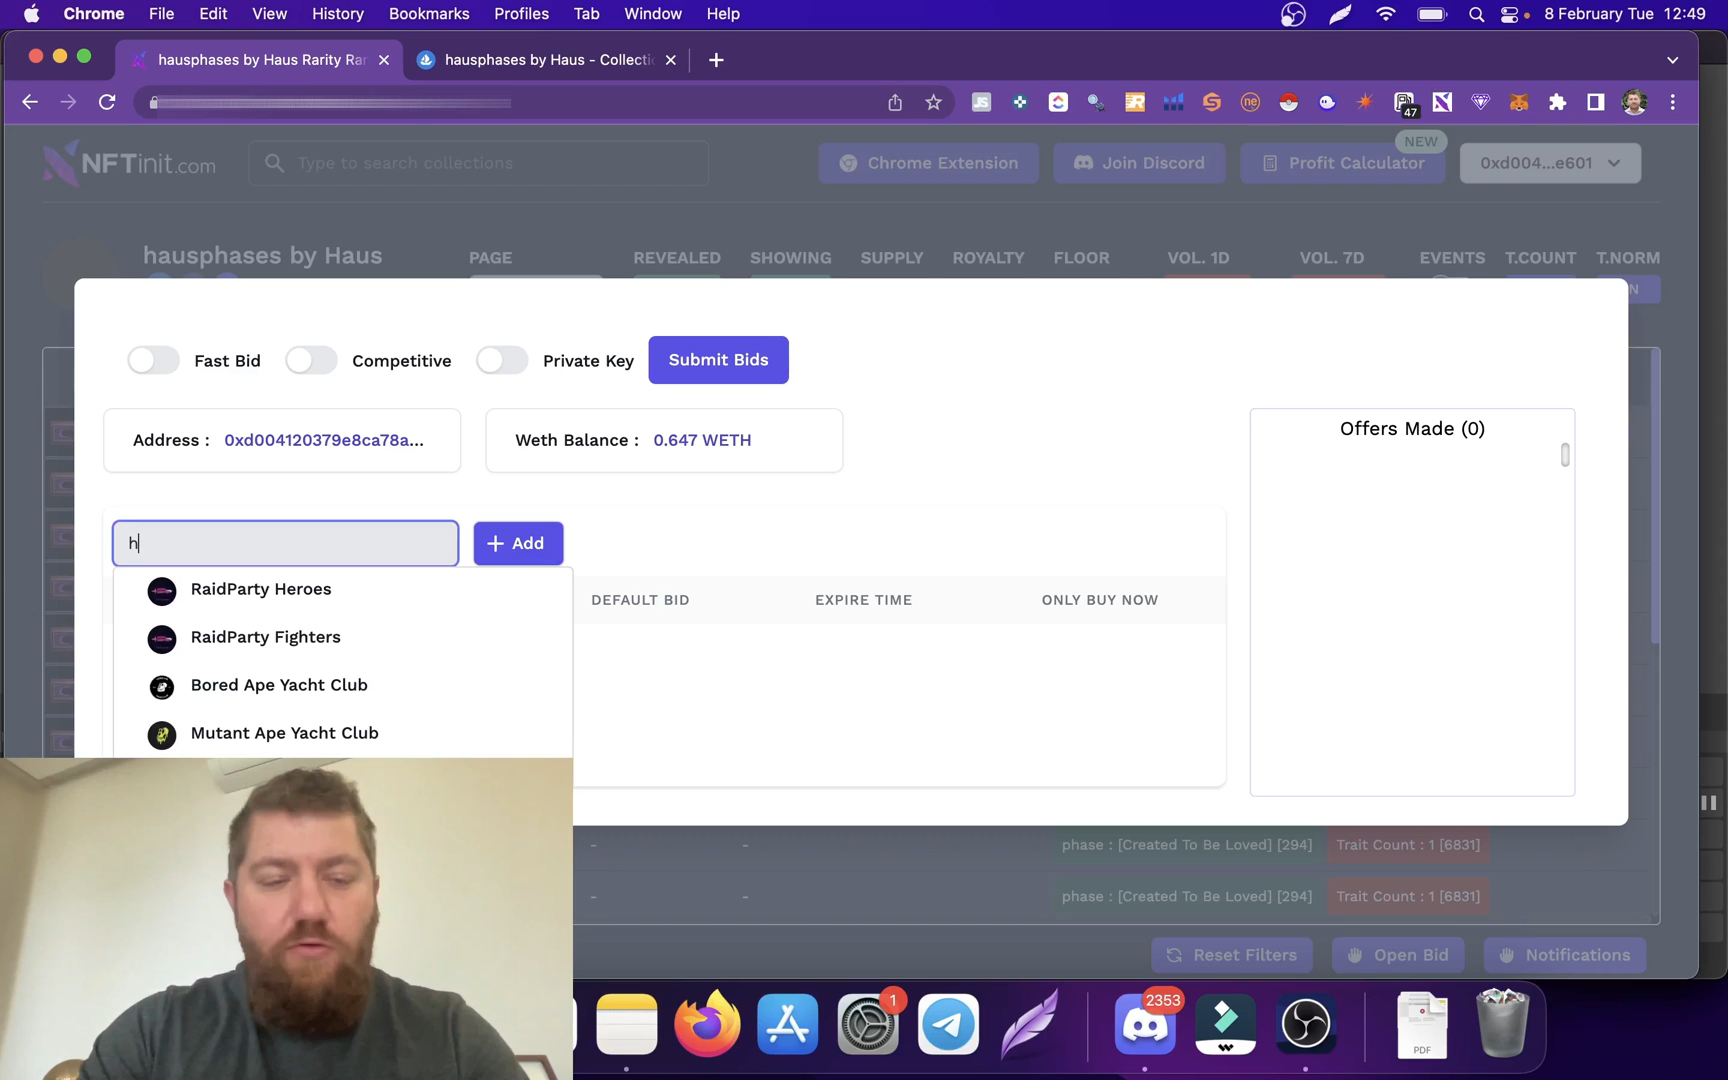 Chrome File Edit View History Bookmarks Profiles Tab Window Help 8 February Tue 12:49
hausphases by Haus Rarity Rar hausphases by Haus - Collecti
47
NFTinit.com Type to search collections Chrome Extension Join Discord Profit Calculator NEW 0xd004...e601
hausphases by Haus PAGE REVEALED SHOWING SUPPLY ROYALTY FLOOR VOL. 1D VOL. 7D EVENTS T.COUNT T.NORM
N
Fast Bid Competitive Private Key Submit Bids
Address : 0xd004120379e8ca78a... Weth Balance : 0.647 WETH Offers Made (0)
h + Add
RaidParty Heroes DEFAULT BID EXPIRE TIME ONLY BUY NOW
RaidParty Fighters
Bored Ape Yacht Club
Mutant Ape Yacht Club
- - phase : [Created To Be Loved] [294] Trait Count : 1 [6831]
- - phase : [Created To Be Loved] [294] Trait Count : 1 [6831]
Reset Filters Open Bid Notifications
1 2353
PDF